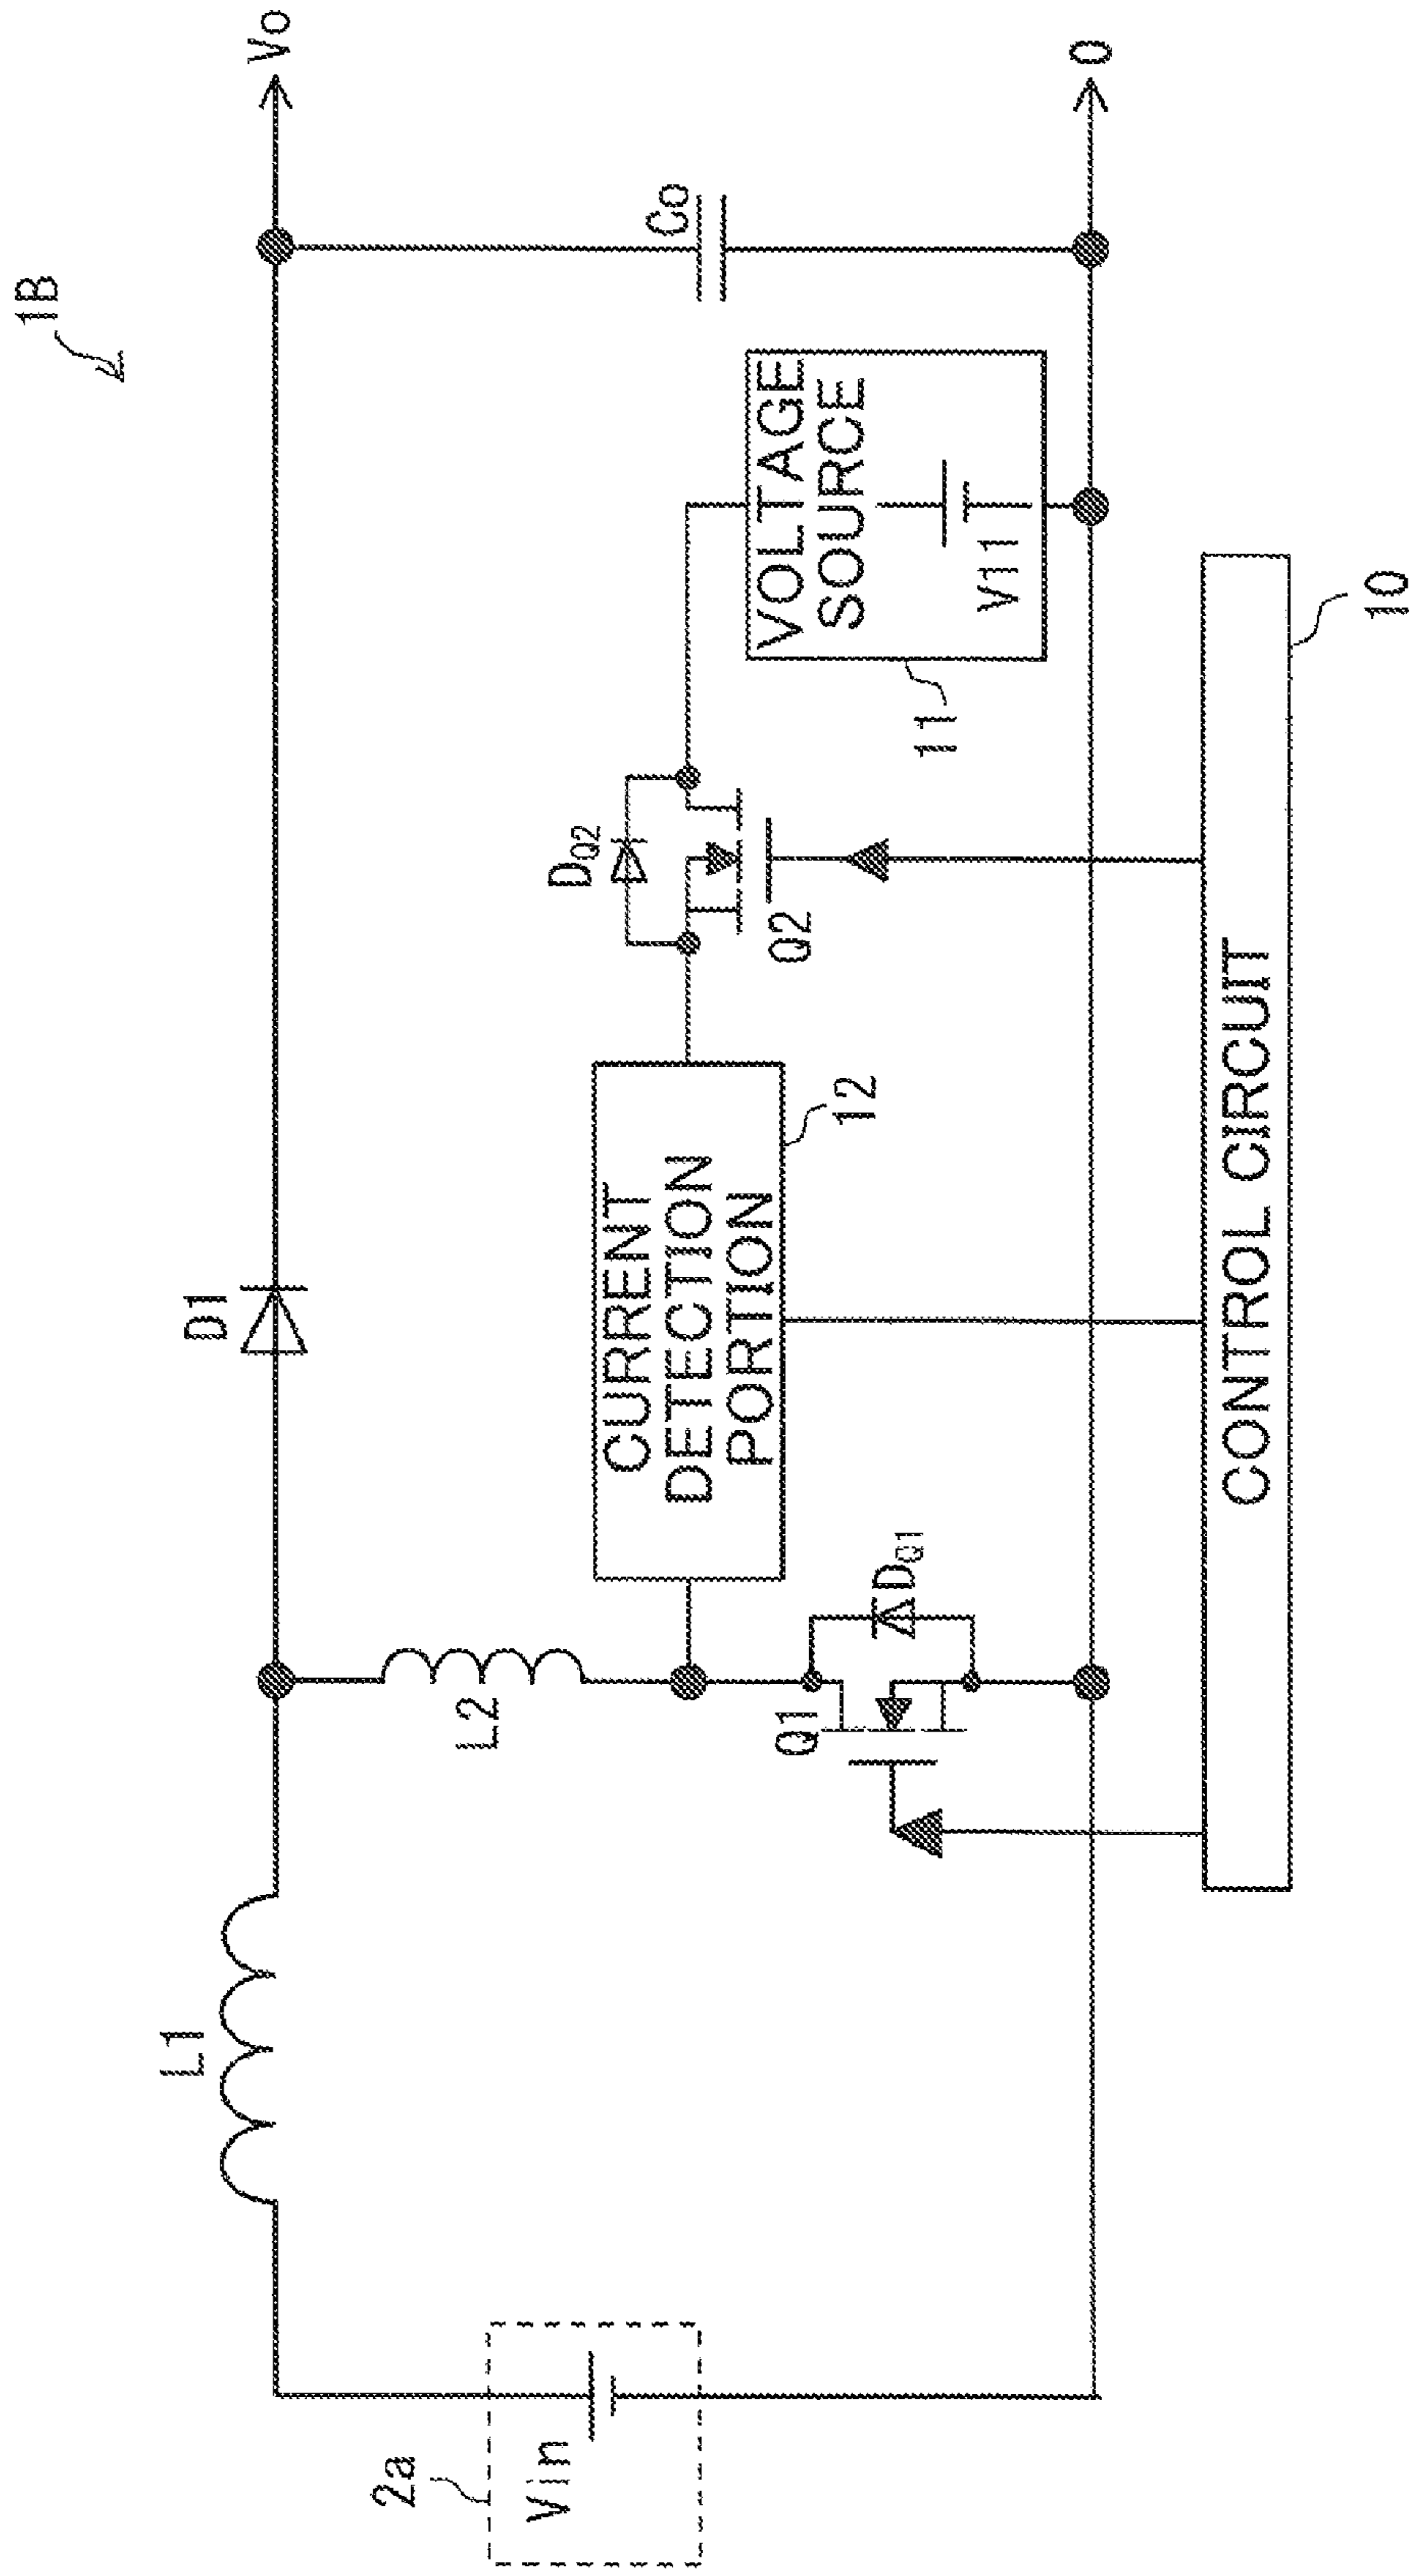 1B
L1
D1
Vo
L2
2a
Vin
CURRENT
DETECTION
PORTION
12
DQ2
Q2
VOLTAGE
SOURCE
V11
11
Co
Q1
DQ1
0
CONTROL CIRCUIT
10